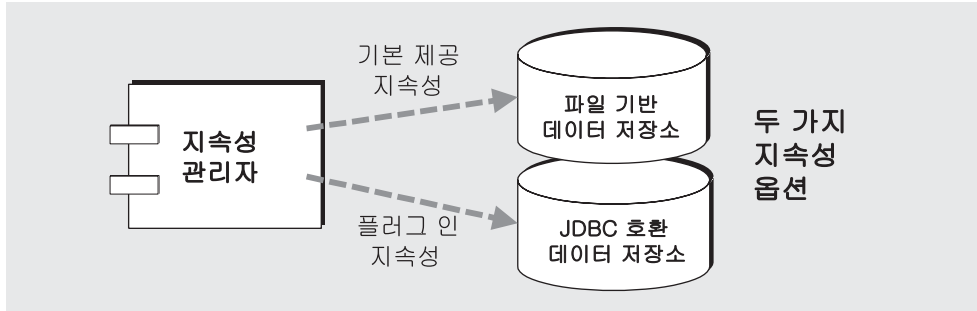 지속성
관리자
기본 제공
지속성
플러그 인
지속성
파일 기반
데이터 저장소
JDBC 호환
데이터 저장소
두 가지
지속성
옵션